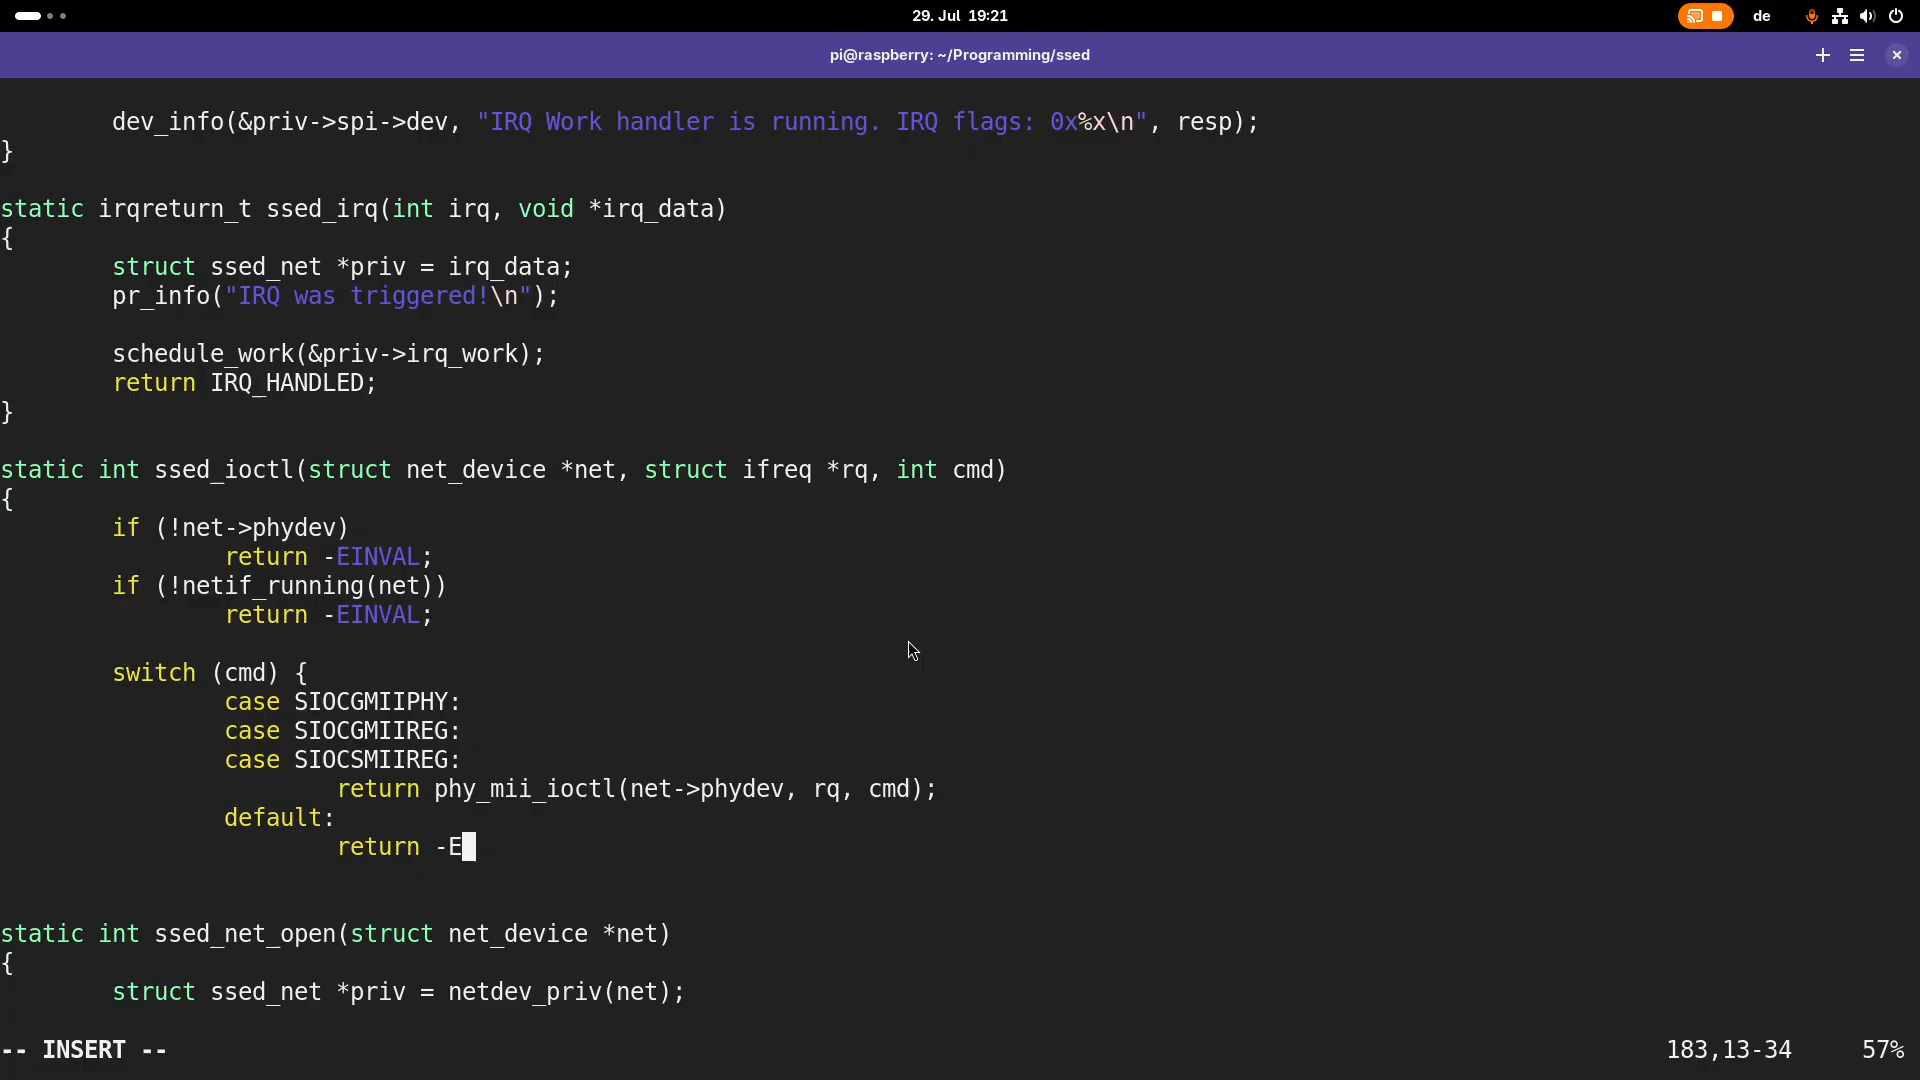 29. Jul 19:21
de
pi@raspberry: ~/Programming/ssed
dev_info(&priv->spi->dev, "IRQ Work handler is running. IRQ flags: 0x%x\n", resp);
}
static irqreturn_t ssed_irq(int irq, void *irq_data)
{
struct ssed_net *priv = irq_data;
pr_info("IRQ was triggered!\n");
schedule_work(&priv->irq_work);
return IRQ_HANDLED;
}
static int ssed_ioctl(struct net_device *net, struct ifreq *rq, int cmd)
{
if (!net->phydev)
return -EINVAL;
if (!netif_running(net))
return -EINVAL;
switch (cmd) {
case SIOCGMIIPHY:
case SIOCGMIIREG:
case SIOCSMIIREG:
return phy_mii_ioctl(net->phydev, rq, cmd);
default:
return -E
static int ssed_net_open(struct net_device *net)
{
struct ssed_net *priv = netdev_priv(net);
-- INSERT --
183,13-34
57%